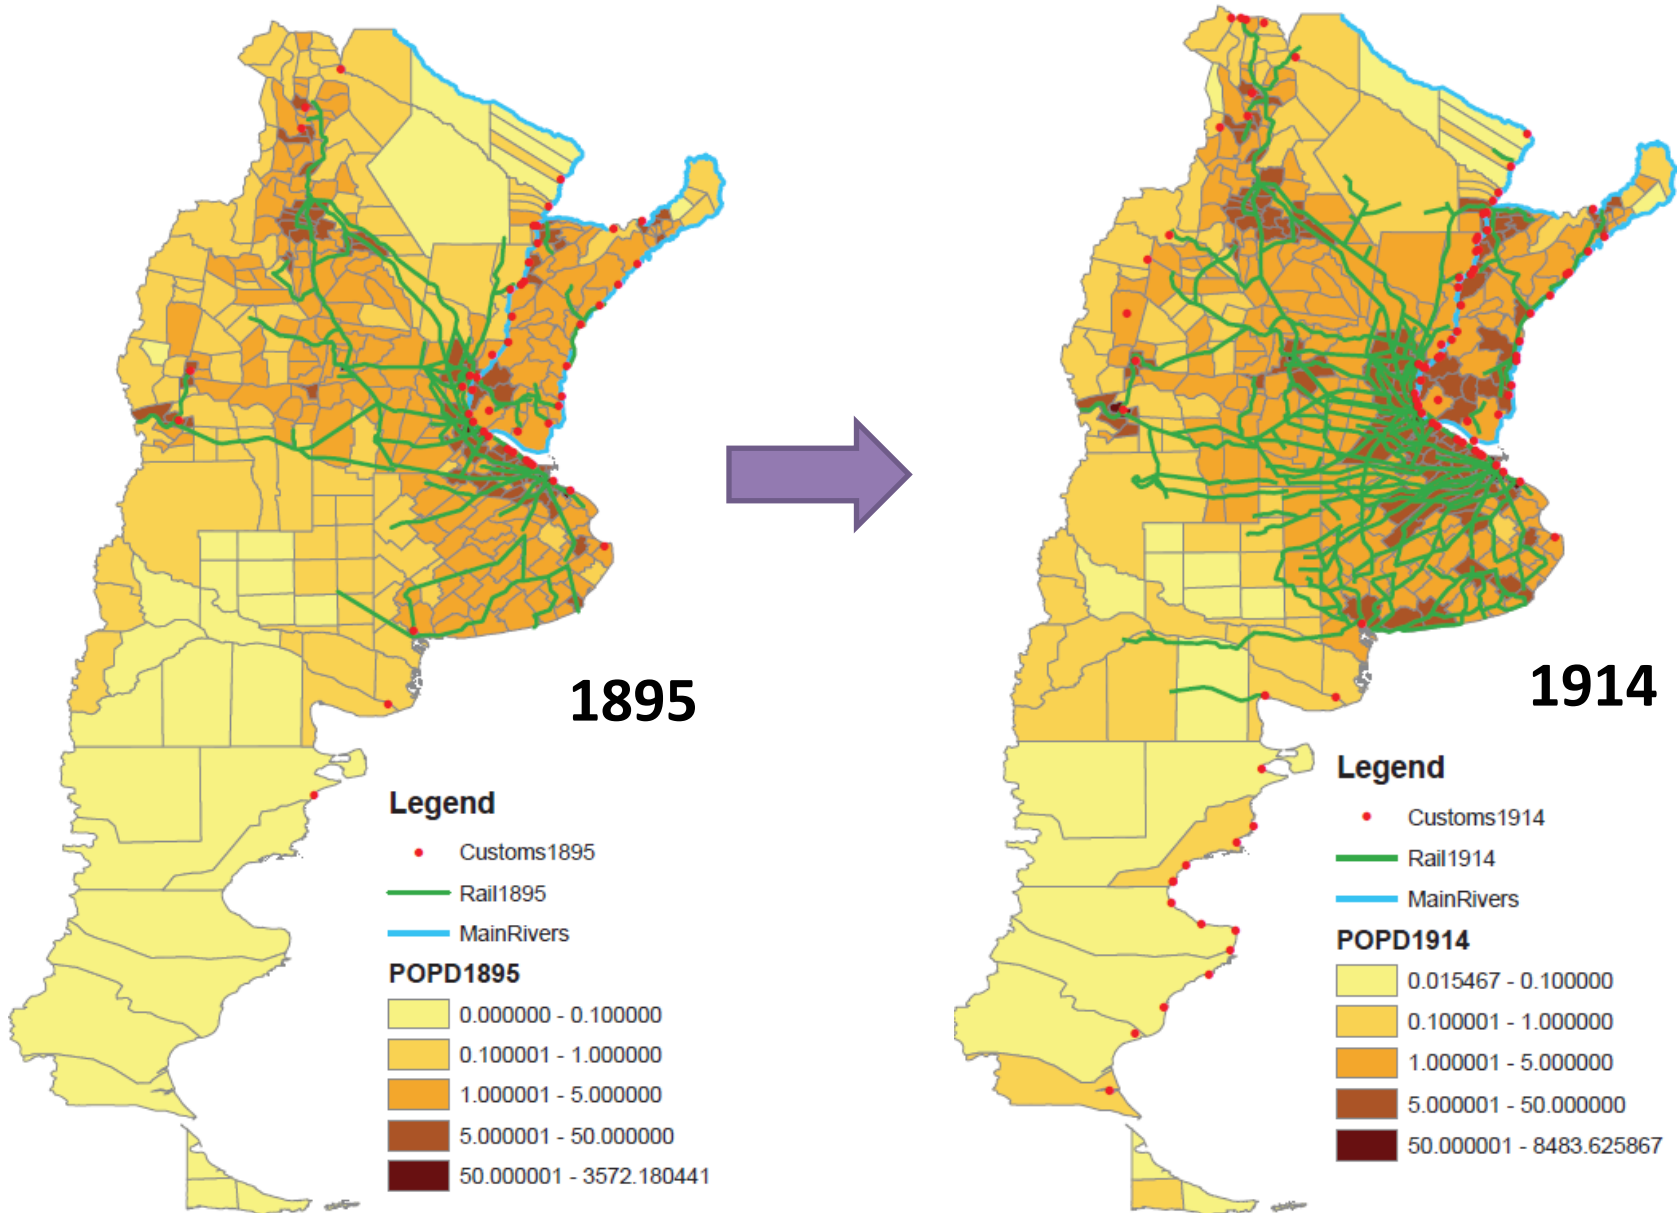 1895
Legend
Customs1895
Rail1895
MainRivers
POPD1895
0.000000 - 0.100000
0.100001 - 1.000000
1.000001 - 5.000000
5.000001 - 50.000000
50.000001 - 3572.180441
1914
Legend
Customs1914
Rail1914
MainRivers
POPD1914
0.015467 - 0.100000
0.100001 - 1.000000
1.000001 - 5.000000
5.000001 - 50.000000
50.000001 - 8483.625867